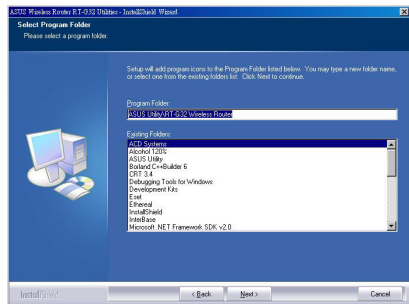 ASUS Wireless Router RT-G32 Utilities - InstallShield Wizard
Select Program Folder
Please select a program folder.
Setup will add program icons to the Program Folder listed below. You may type a new folder name, or select one from the existing folders list. Click Next to continue.
Program Folder:
ASUS Utility\RT-G32 Wireless Router
Existing Folders:
ACD Systems
Alcohol 120%
ASUS Utility
Borland C++Builder 6
CRT 3.4
Debugging Tools for Windows
Development Kits
Eset
Ethereal
InstallShield
InterBase
Microsoft .NET Framework SDK v2.0
InstallShield
< Back
Next >
Cancel